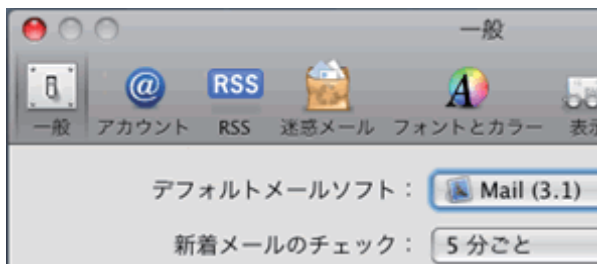 一般
RSS
一般 アカウント RSS 迷惑メール フォントとカラー 表示
デフォルトメールソフト： Mail (3.1)
新着メールのチェック： 5 分ごと